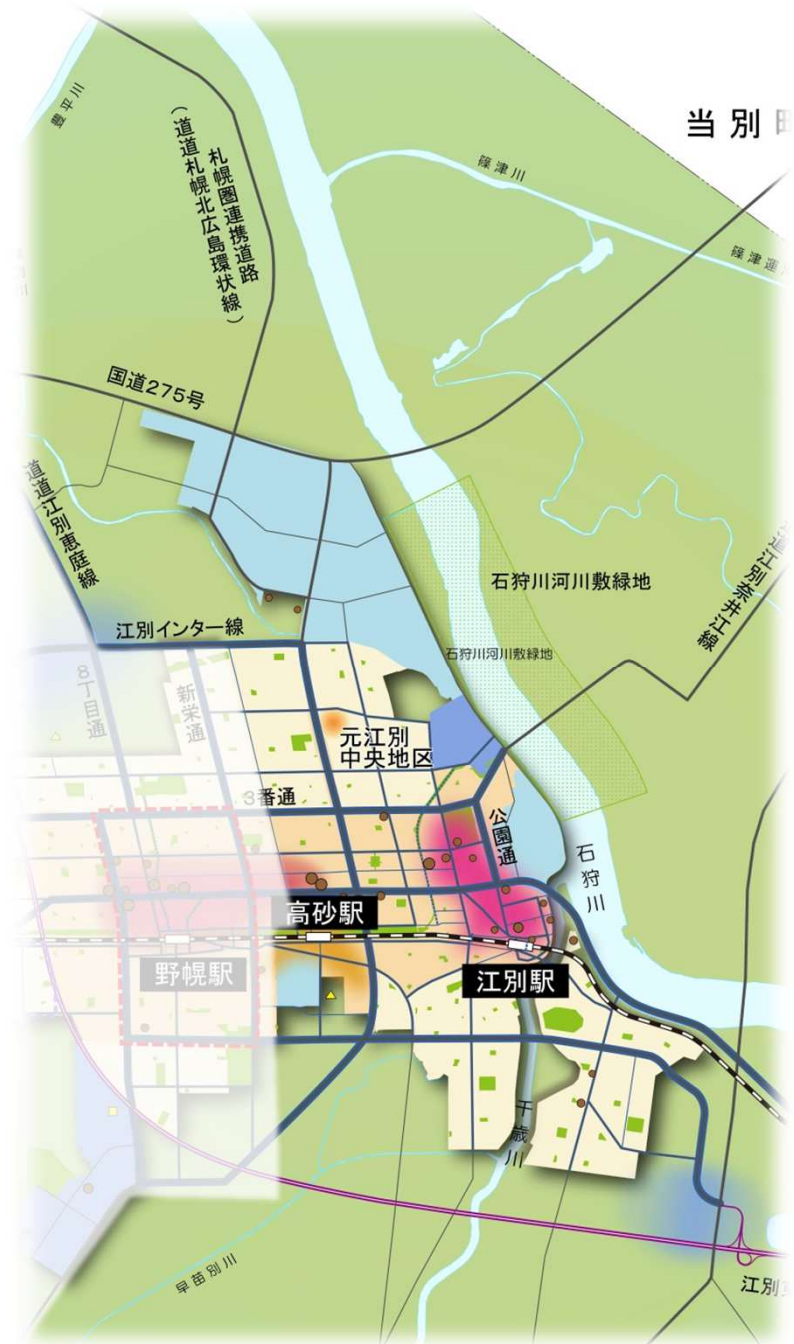 豊平川
当別
篠津川
篠津運
札幌圏連携道路
（道道札幌北広島環状線）
国道275号
道道江別恵庭線
石狩川河川敷緑地
道江別奈井江線
江別インター線
石狩川河川敷緑地
8丁目通
新栄通
元江別
中央地区
3番通
公園通
石狩川
高砂駅
野幌駅
江別駅
千歳川
早苗別川
江別